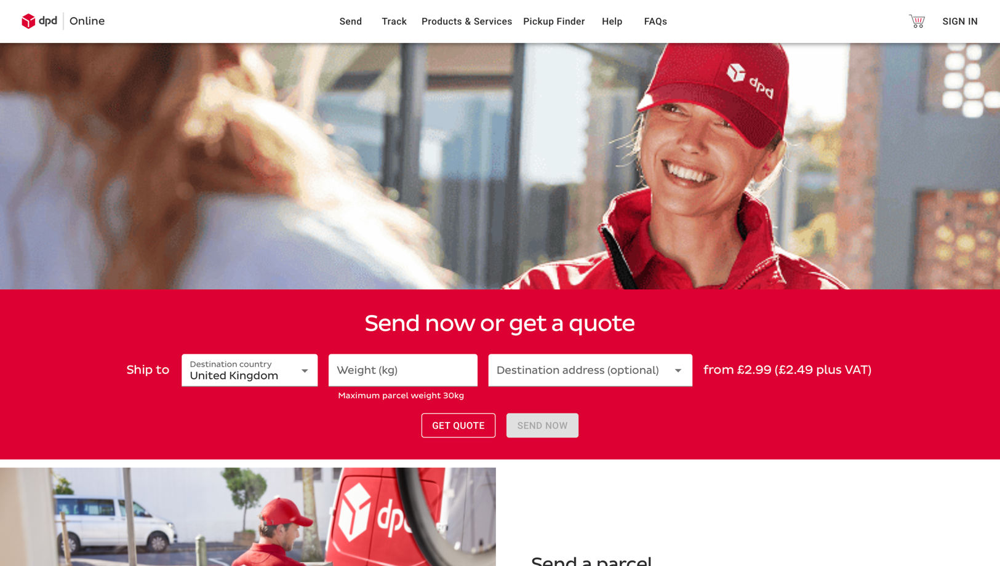 dpd Online Send Track Products & Services Pickup Finder Help FAQs SIGN IN
dpd
Send now or get a quote
Ship to Destination country United Kingdom Weight (kg) Destination address (optional) from £2.99 (£2.49 plus VAT)
Maximum parcel weight 30kg
GET QUOTE SEND NOW
dpd
Send a parcel